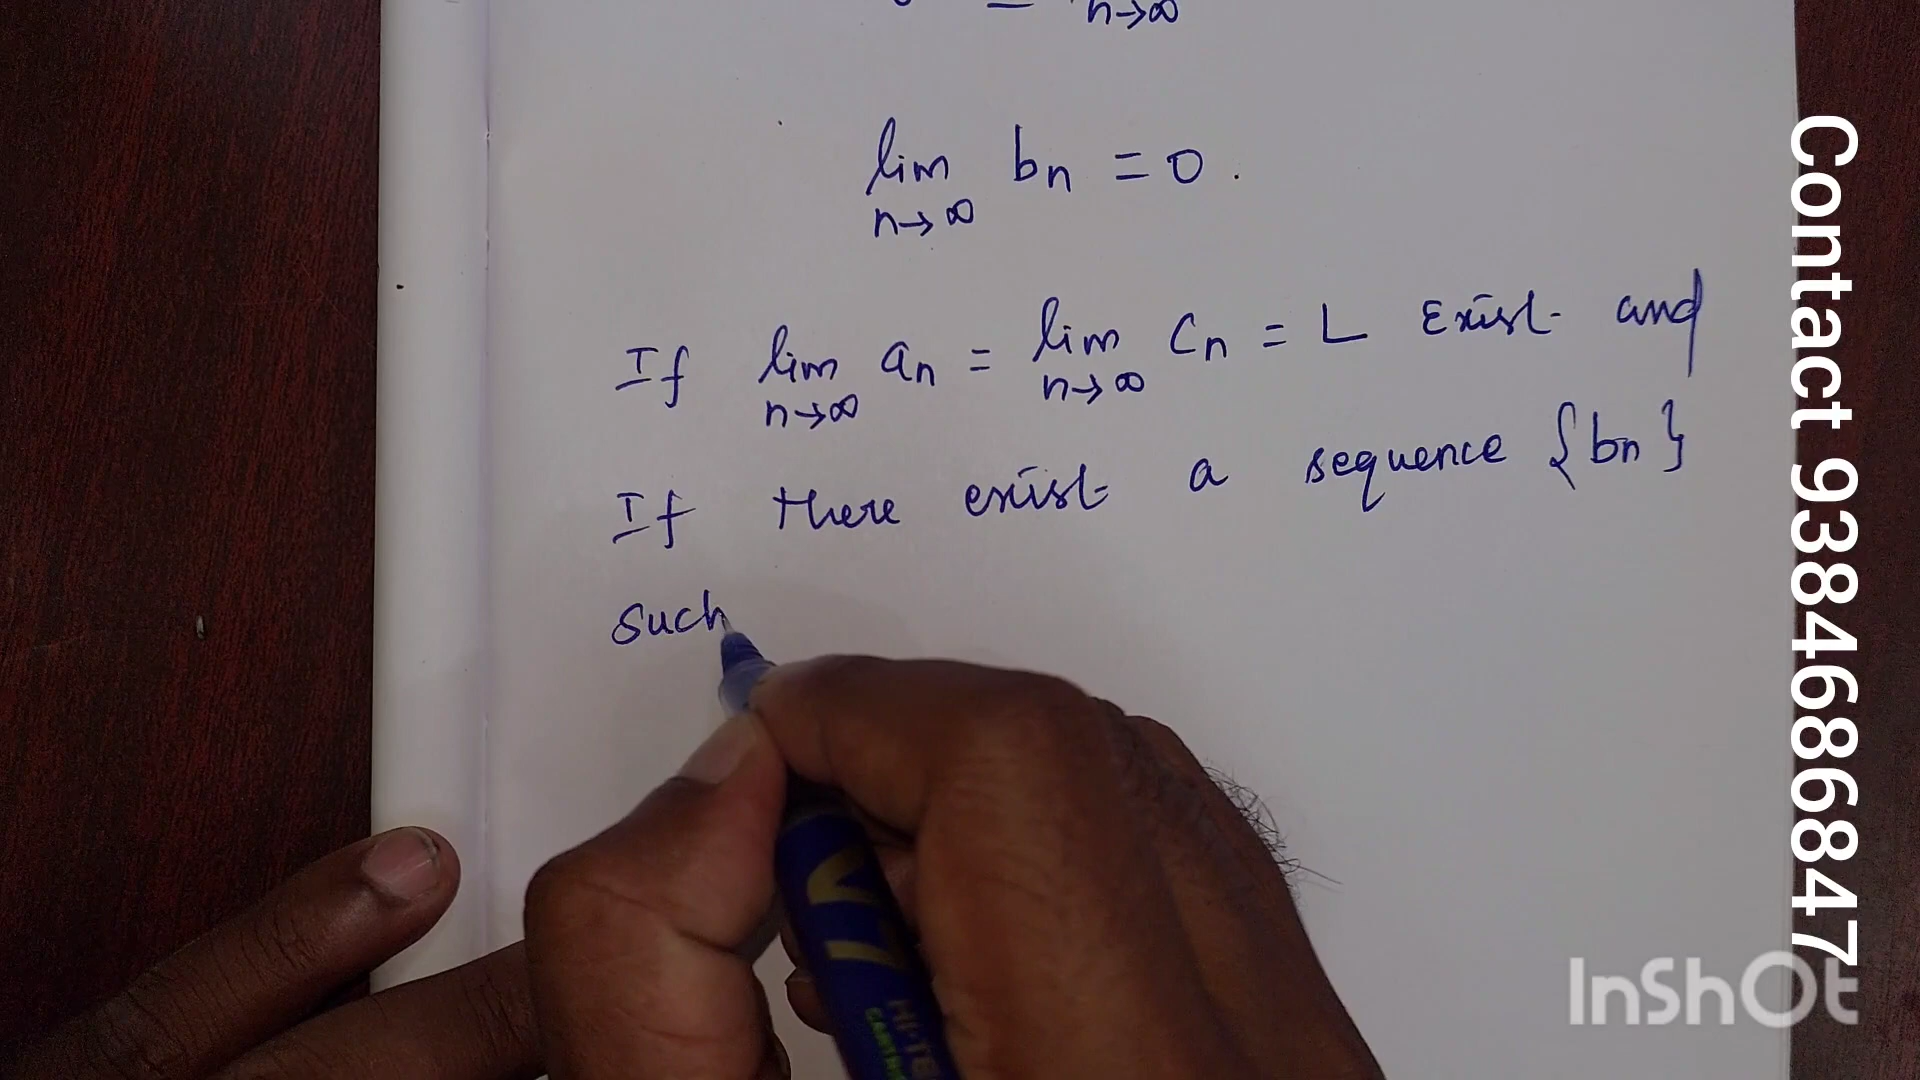 n→∞
lim bn = 0.
n→∞
If lim an = lim Cn = L Exist and
n→∞ n→∞
If there exist a sequence {bn}
such
Contact 9384686847
InShOt